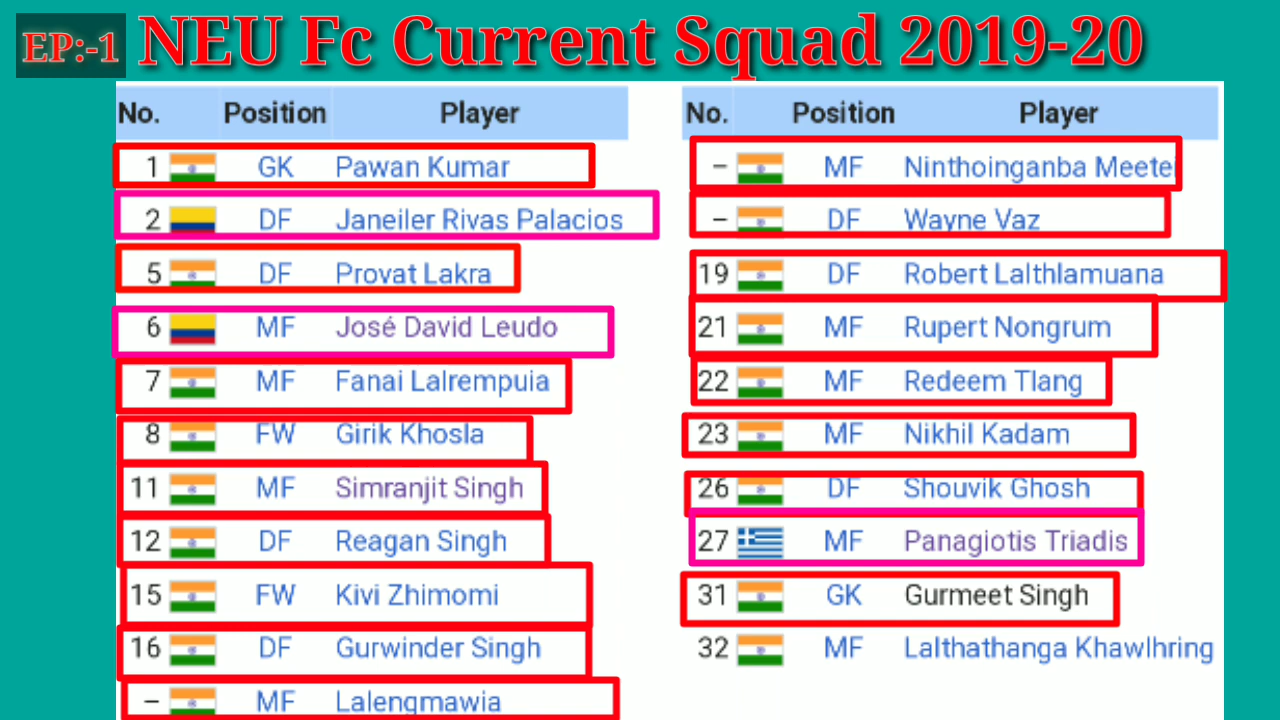 EP:-1 NEU Fc Current Squad 2019-20
No. Position Player
1 GK Pawan Kumar
2 DF Janeiler Rivas Palacios
5 DF Provat Lakra
6 MF José David Leudo
7 MF Fanai Lalrempuia
8 FW Girik Khosla
11 MF Simranjit Singh
12 DF Reagan Singh
15 FW Kivi Zhimomi
16 DF Gurwinder Singh
– MF Lalengmawia
No. Position Player
– MF Ninthoinganba Meetei
– DF Wayne Vaz
19 DF Robert Lalthlamuana
21 MF Rupert Nongrum
22 MF Redeem Tlang
23 MF Nikhil Kadam
26 DF Shouvik Ghosh
27 MF Panagiotis Triadis
31 GK Gurmeet Singh
32 MF Lalthathanga Khawlhring